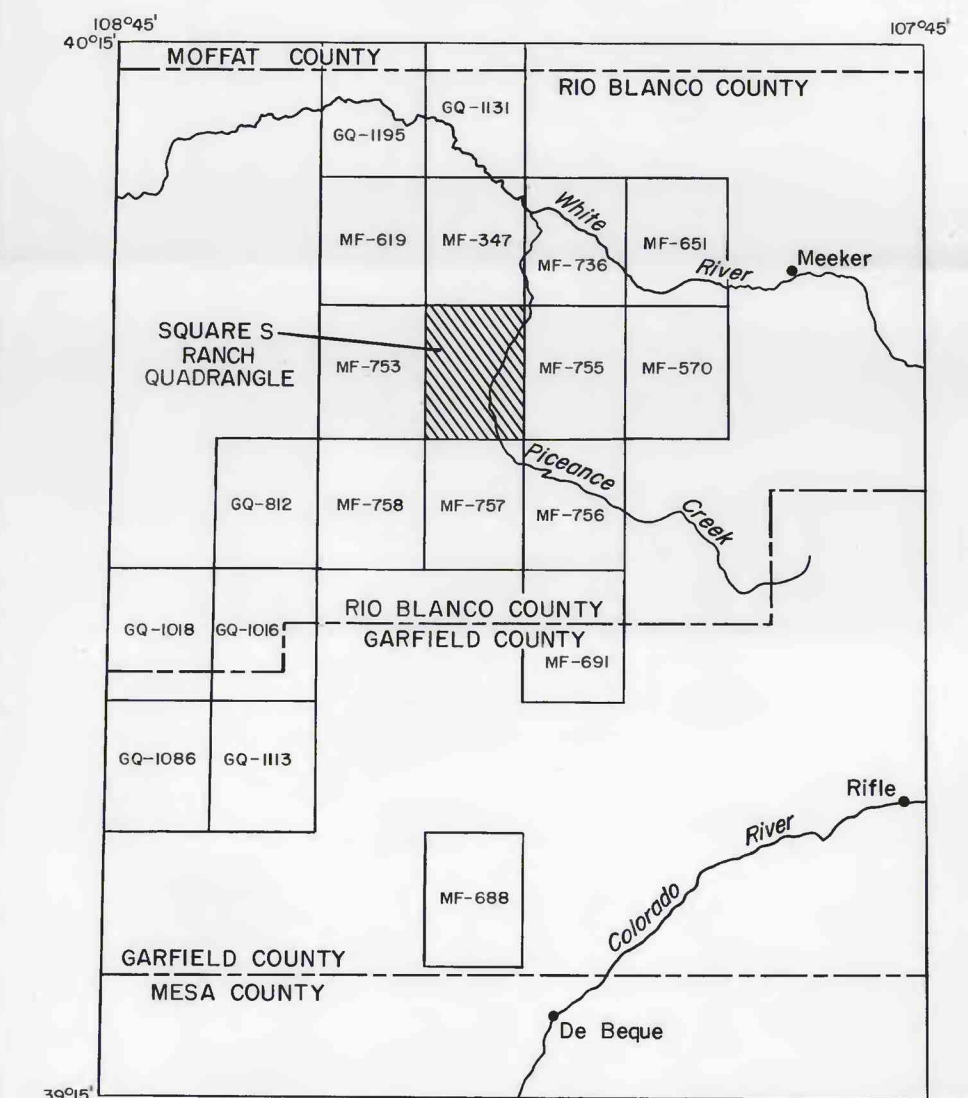 108°45'
107°45'
40°15'
MOFFAT COUNTY
RIO BLANCO COUNTY
GQ-1131
GQ-1195
White
River
MF-619
MF-347
MF-736
MF-651
Meeker
SQUARE S
RANCH
QUADRANGLE
MF-753
MF-755
MF-570
Piceance
Creek
GQ-812
MF-758
MF-757
MF-756
RIO BLANCO COUNTY
GARFIELD COUNTY
GQ-1018
GQ-1016
MF-691
GQ-1086
GQ-1113
Rifle
River
Colorado
MF-688
GARFIELD COUNTY
MESA COUNTY
De Beque
39°15'